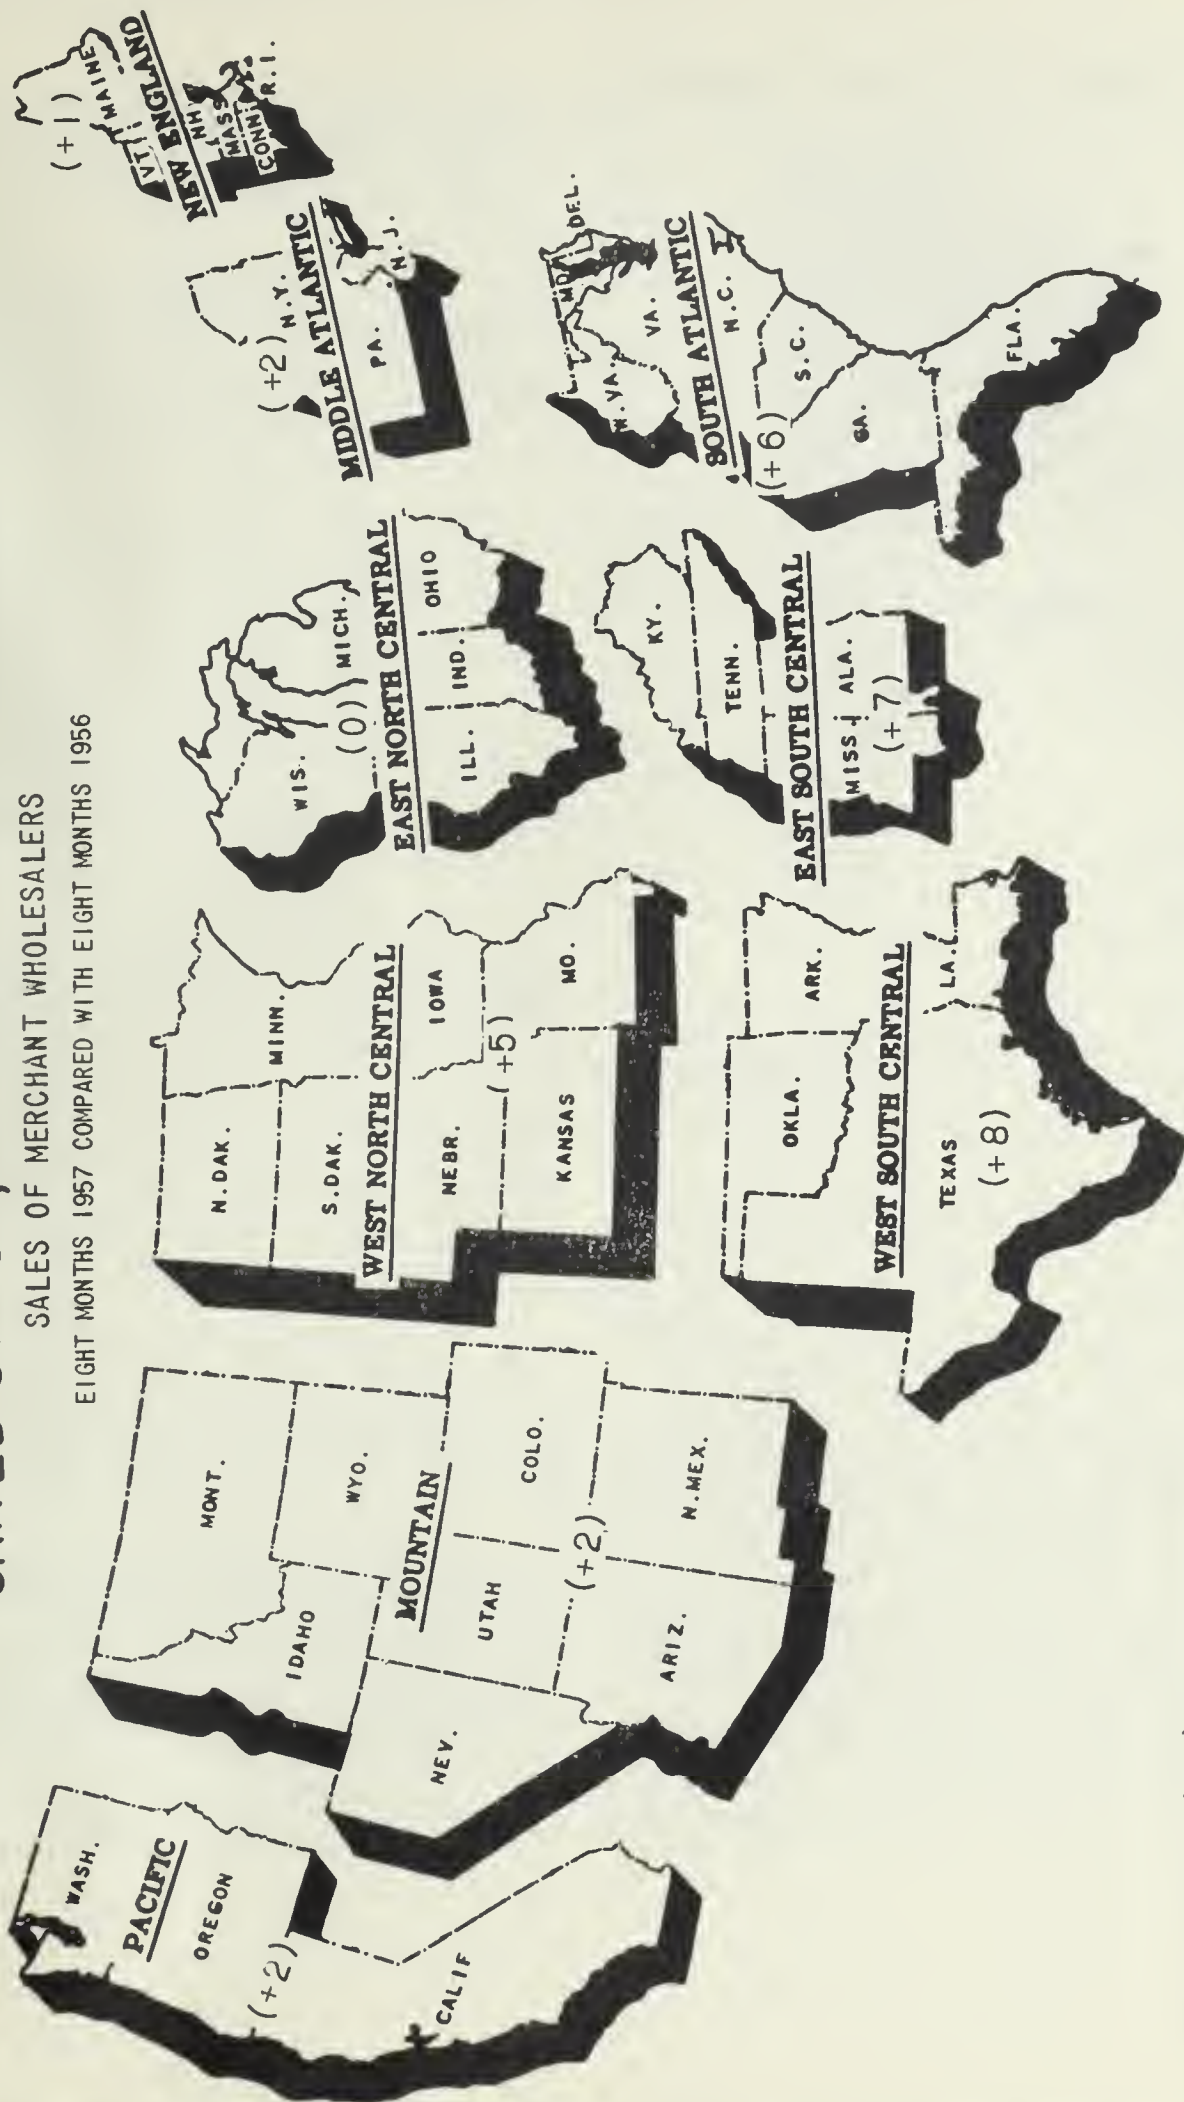 SALES OF MERCHANT WHOLESALERS
EIGHT MONTHS 1957 COMPARED WITH EIGHT MONTHS 1956
WASH.
PACIFIC
OREGON
(+2)
CALIF
MONT.
IDAHO
WYO.
MOUNTAIN
NEV.
UTAH
COLO.
(+2)
ARIZ.
N.MEX.
N.DAK.
MINN.
S.DAK.
WEST NORTH CENTRAL
IOWA
NEBR.
(+5)
KANSAS
MO.
OKLA.
ARK.
WEST SOUTH CENTRAL
TEXAS
LA.
(+8)
WIS.
MICH.
(0)
EAST NORTH CENTRAL
ILL.
IND.
OHIO
KY.
TENN.
EAST SOUTH CENTRAL
MISS.
ALA.
(+7)
N.Y.
(+2)
MIDDLE ATLANTIC
PA.
N.J.
(+1)
MAINE
VT.
NEW ENGLAND
NH
MASS
CONN
R.I.
MD.
DEL.
W.VA.
VA.
SOUTH ATLANTIC
N.C.
(+6)
S.C.
GA.
FLA.